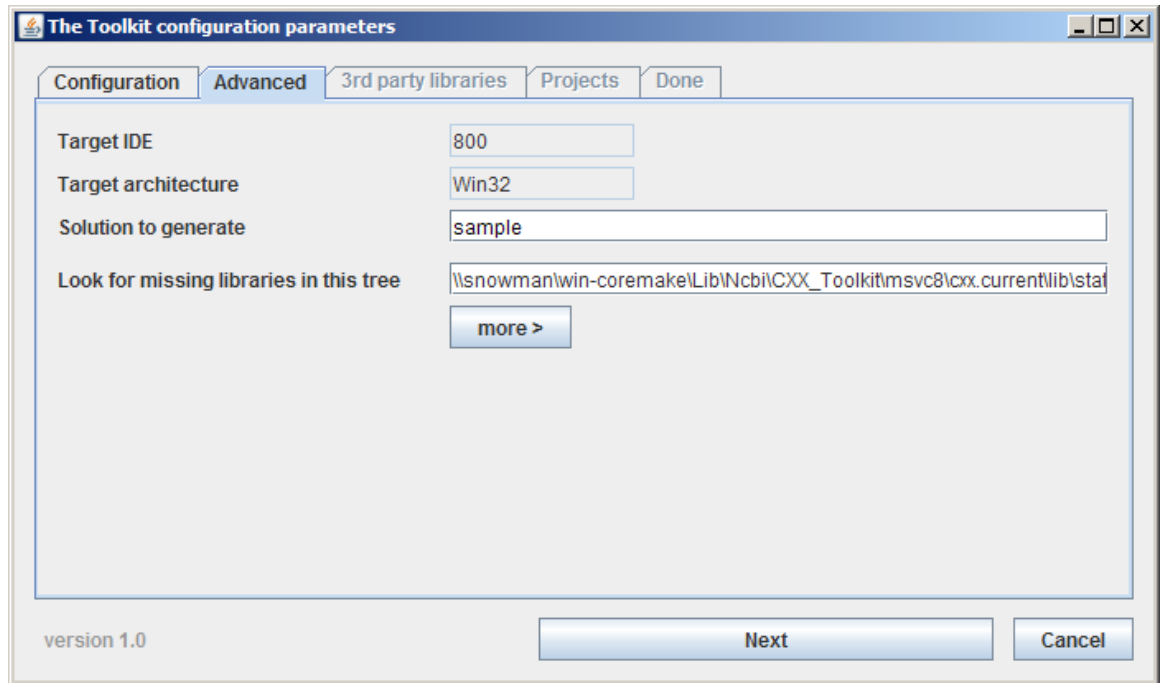 The Toolkit configuration parameters
Configuration Advanced 3rd party libraries Projects Done
Target IDE 800
Target architecture Win32
Solution to generate sample
Look for missing libraries in this tree \\snowman\win-coremake\Lib\Ncbi\CXX_Toolkit\msvc8\cxx.current\lib\stat
more >
version 1.0 Next Cancel